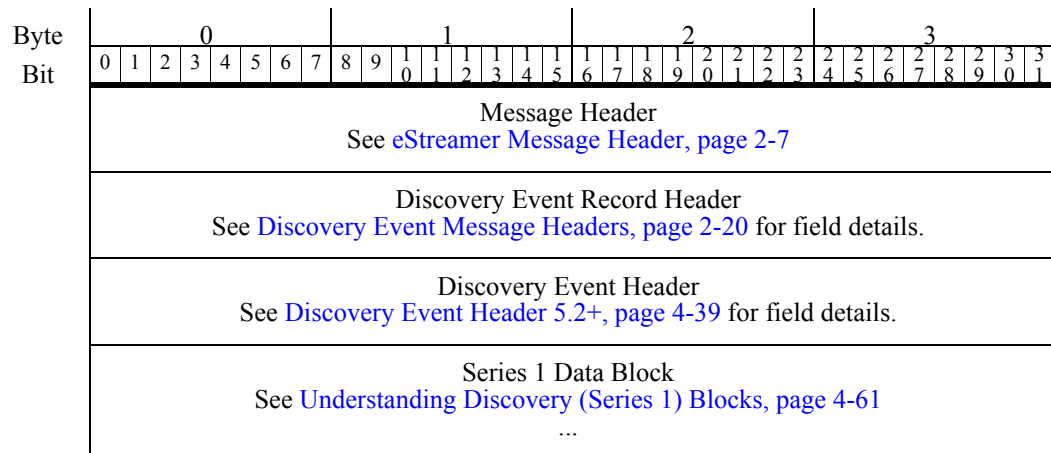 Byte 0 1 2 3
Bit 0 1 2 3 4 5 6 7 8 9 10 11 12 13 14 15 16 17 18 19 20 21 22 23 24 25 26 27 28 29 30 31
Message Header
See eStreamer Message Header, page 2-7
Discovery Event Record Header
See Discovery Event Message Headers, page 2-20 for field details.
Discovery Event Header
See Discovery Event Header 5.2+, page 4-39 for field details.
Series 1 Data Block
See Understanding Discovery (Series 1) Blocks, page 4-61
...